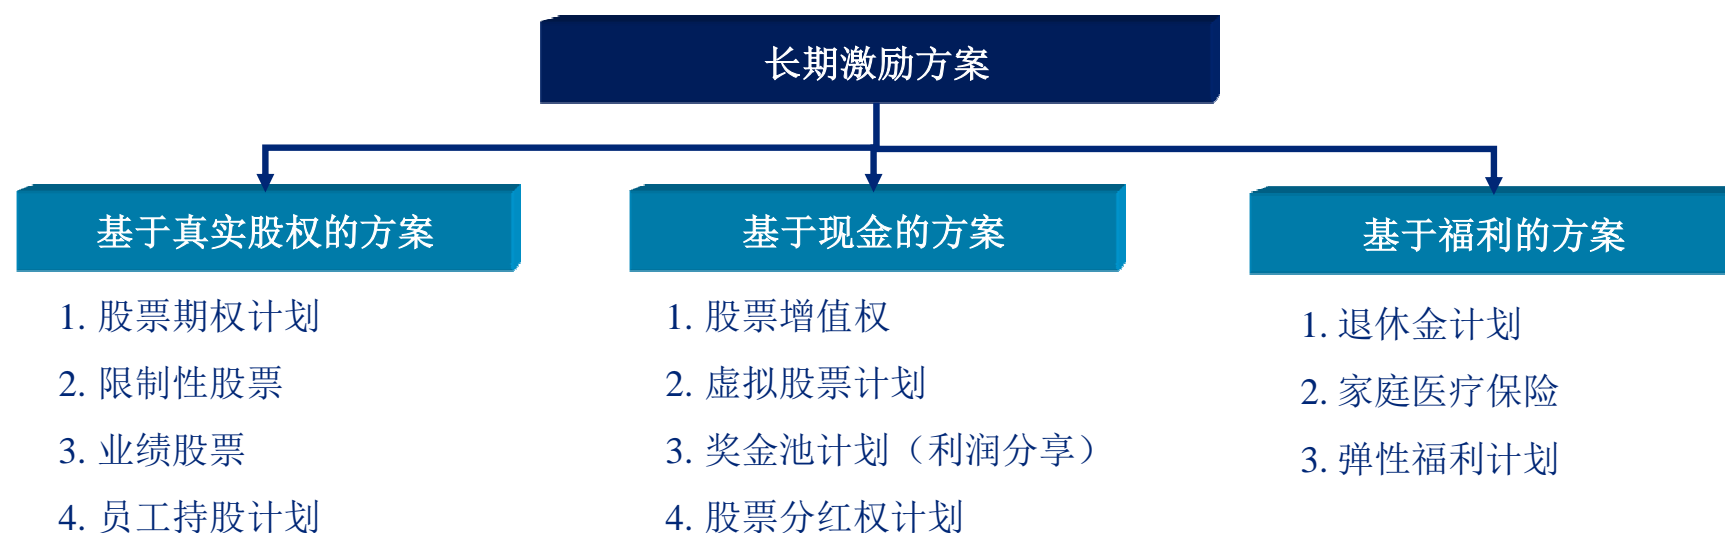 长期激励方案
基于真实股权的方案
1. 股票期权计划
2. 限制性股票
3. 业绩股票
4. 员工持股计划
基于现金的方案
1. 股票增值权
2. 虚拟股票计划
3. 奖金池计划（利润分享）
4. 股票分红权计划
基于福利的方案
1. 退休金计划
2. 家庭医疗保险
3. 弹性福利计划